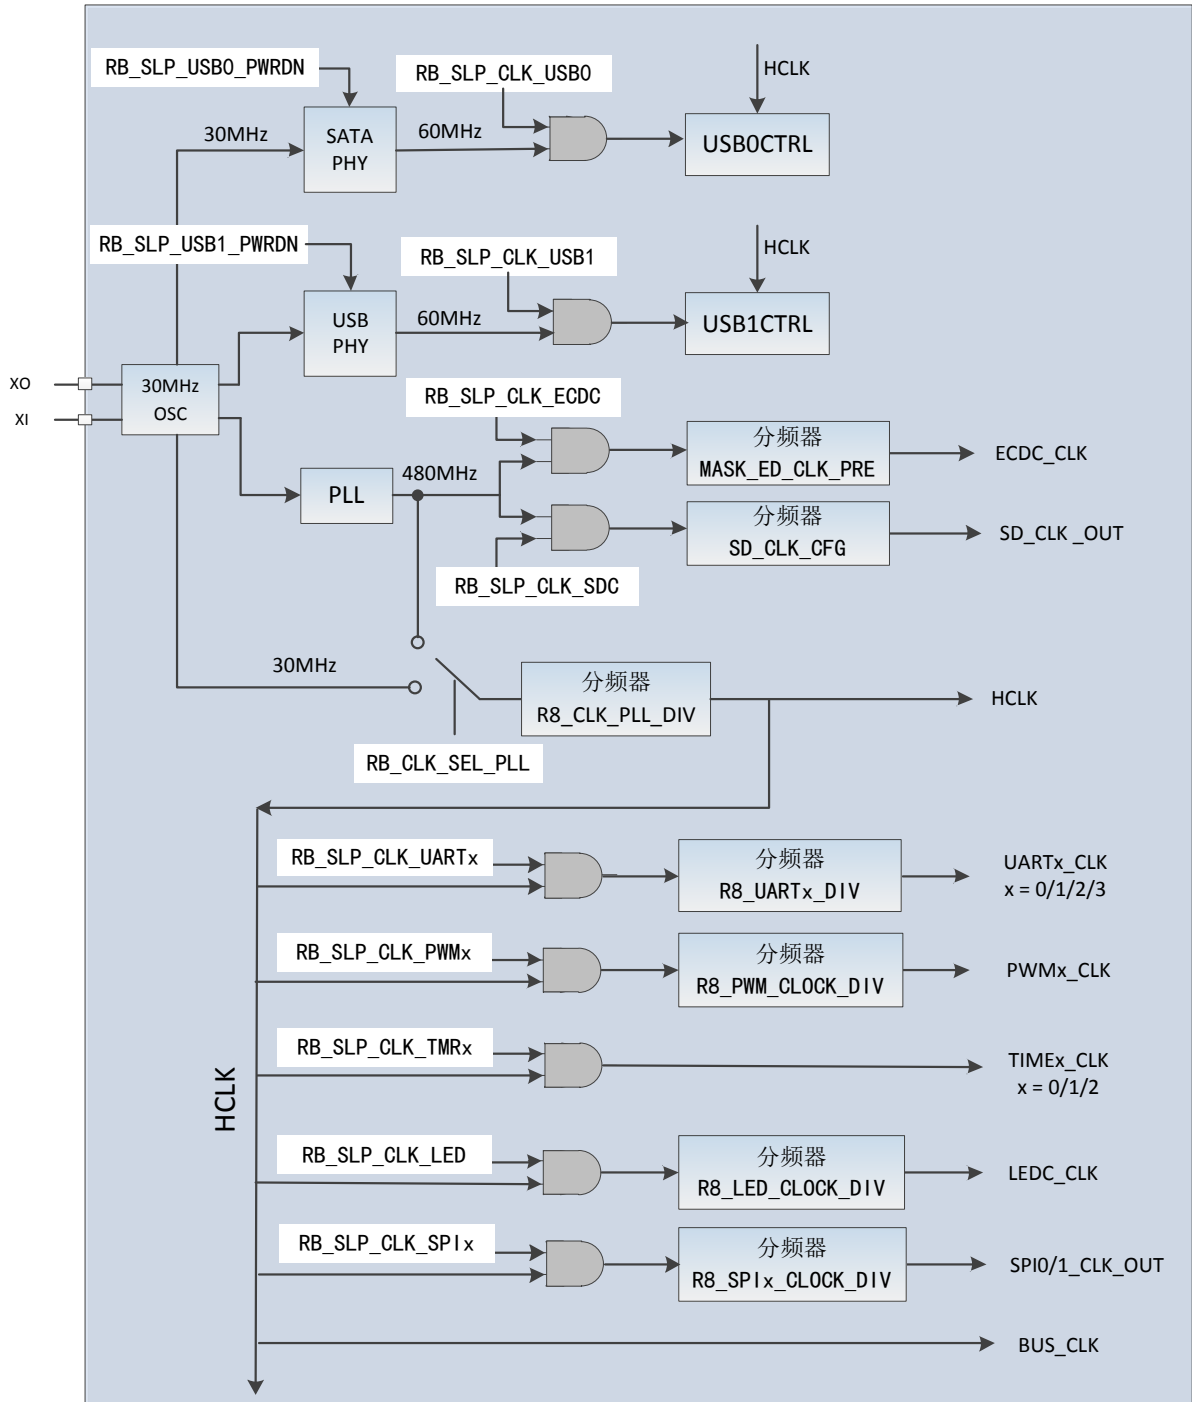 RB_SLP_USB0_PWRDN
RB_SLP_CLK_USB0
HCLK
30MHz
SATA
PHY
60MHz
USB0CTRL
RB_SLP_USB1_PWRDN
RB_SLP_CLK_USB1
HCLK
USB
PHY
60MHz
USB1CTRL
XO
XI
30MHz
OSC
RB_SLP_CLK_ECDC
分频器
MASK_ED_CLK_PRE
ECDC_CLK
PLL
480MHz
分频器
SD_CLK_CFG
SD_CLK _OUT
RB_SLP_CLK_SDC
30MHz
分频器
R8_CLK_PLL_DIV
HCLK
RB_CLK_SEL_PLL
RB_SLP_CLK_UARTx
分频器
R8_UARTx_DIV
UARTx_CLK
x = 0/1/2/3
RB_SLP_CLK_PWMx
分频器
R8_PWM_CLOCK_DIV
PWMx_CLK
RB_SLP_CLK_TMRx
TIMEx_CLK
x = 0/1/2
HCLK
RB_SLP_CLK_LED
分频器
R8_LED_CLOCK_DIV
LEDC_CLK
RB_SLP_CLK_SPIx
分频器
R8_SPIx_CLOCK_DIV
SPI0/1_CLK_OUT
BUS_CLK